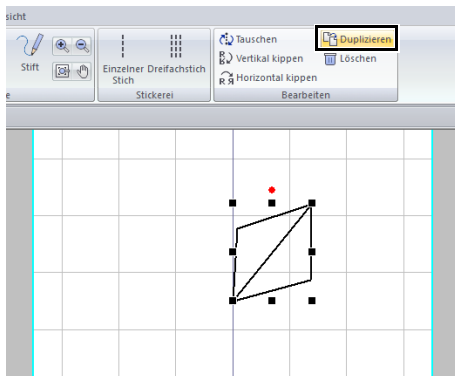 sicht
Tauschen
Duplizieren
Stift
Einzelner Dreifachstich
Stich
Vertikal kippen
Löschen
Horizontal kippen
e
Stickerei
Bearbeiten